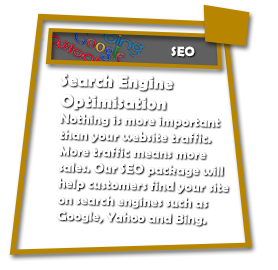 SEO
Search Engine
Optimisation
Nothing is more important
than your website traffic.
More traffic means more
sales. Our SEO package will
help customers find your site
on search engines such as
Google, Yahoo and Bing.